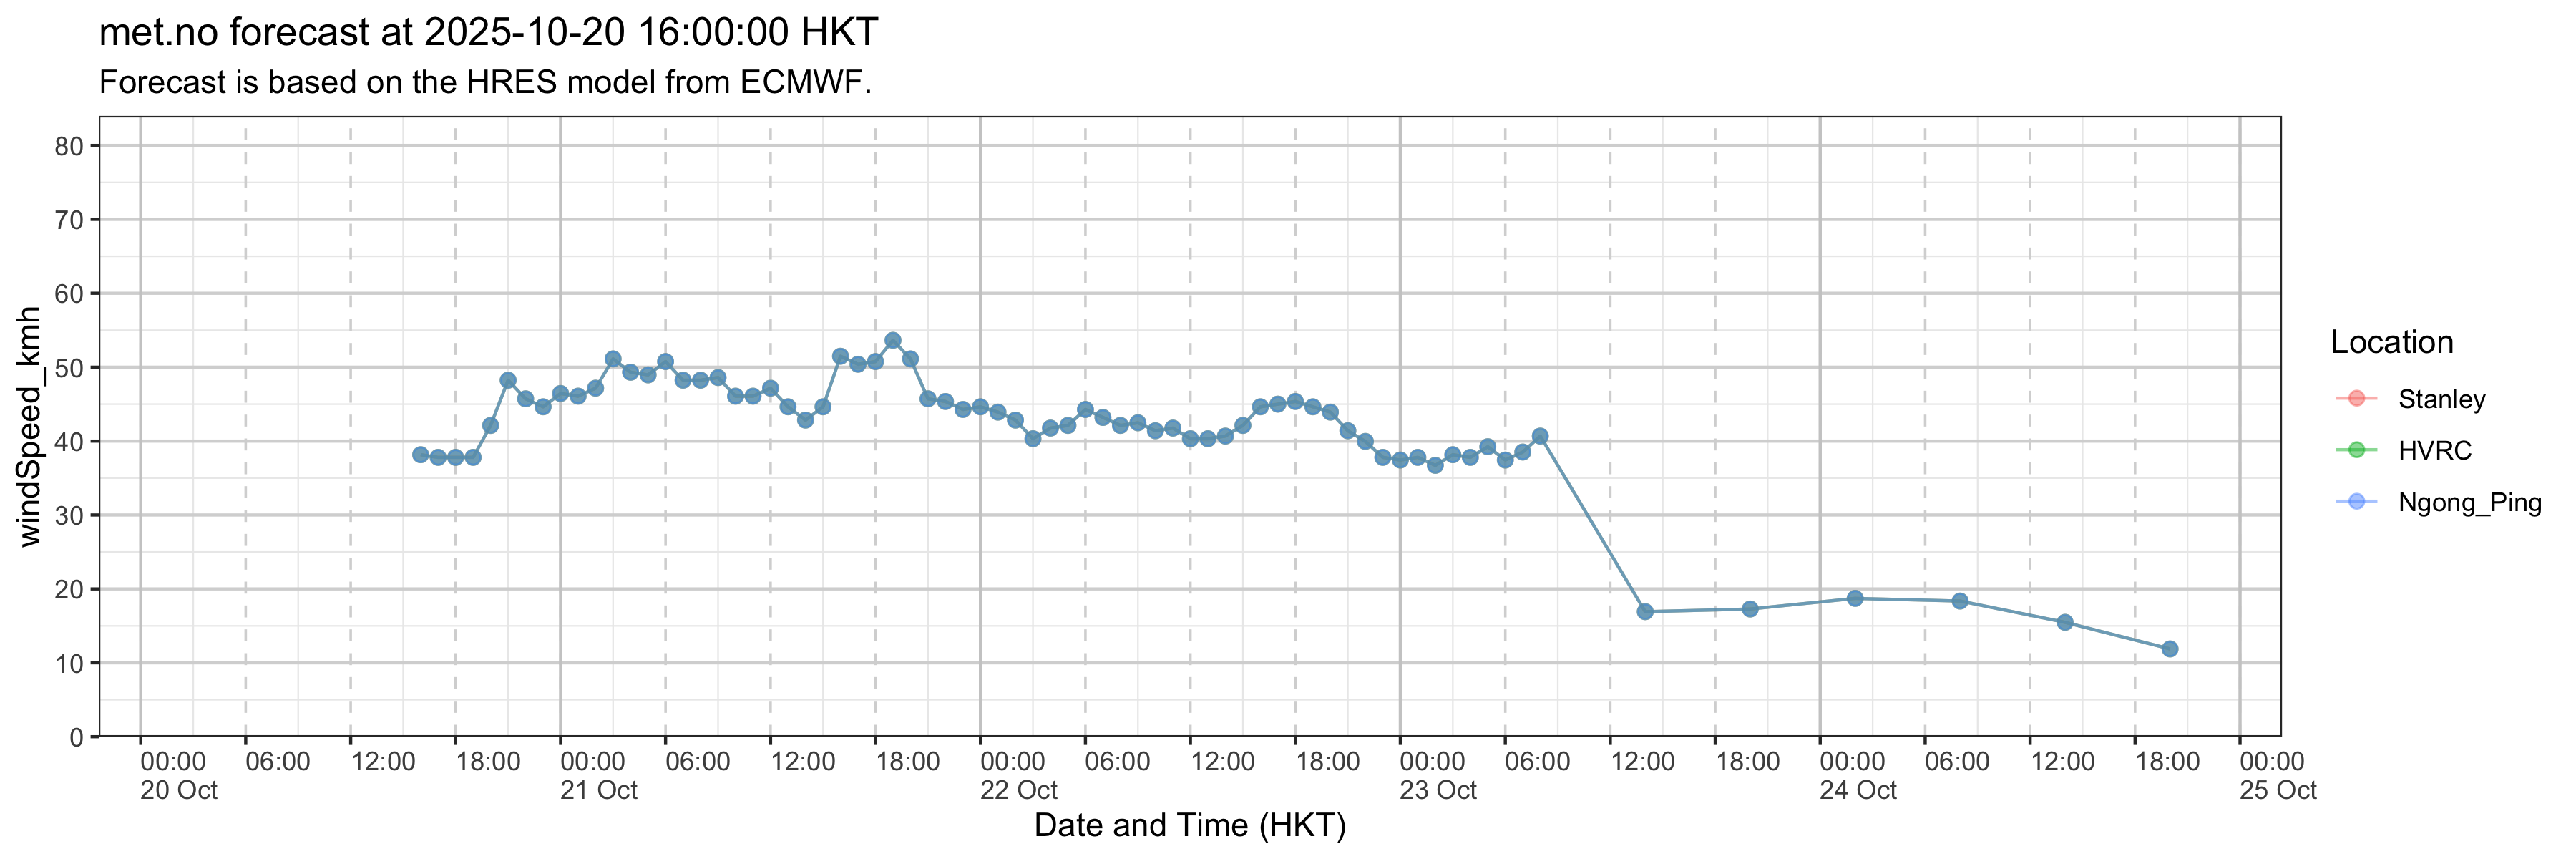 met.no forecast at 2025-10-20 16:00:00 HKT
Forecast is based on the HRES model from ECMWF.
windSpeed_kmh
80
70
60
50
40
30
20
10
0
00:00 06:00 12:00 18:00 00:00 06:00 12:00 18:00 00:00 06:00 12:00 18:00 00:00 06:00 12:00 18:00 00:00 06:00 12:00 18:00 00:00
20 Oct 21 Oct 22 Oct 23 Oct 24 Oct 25 Oct
Date and Time (HKT)
Location
Stanley
HVRC
Ngong_Ping